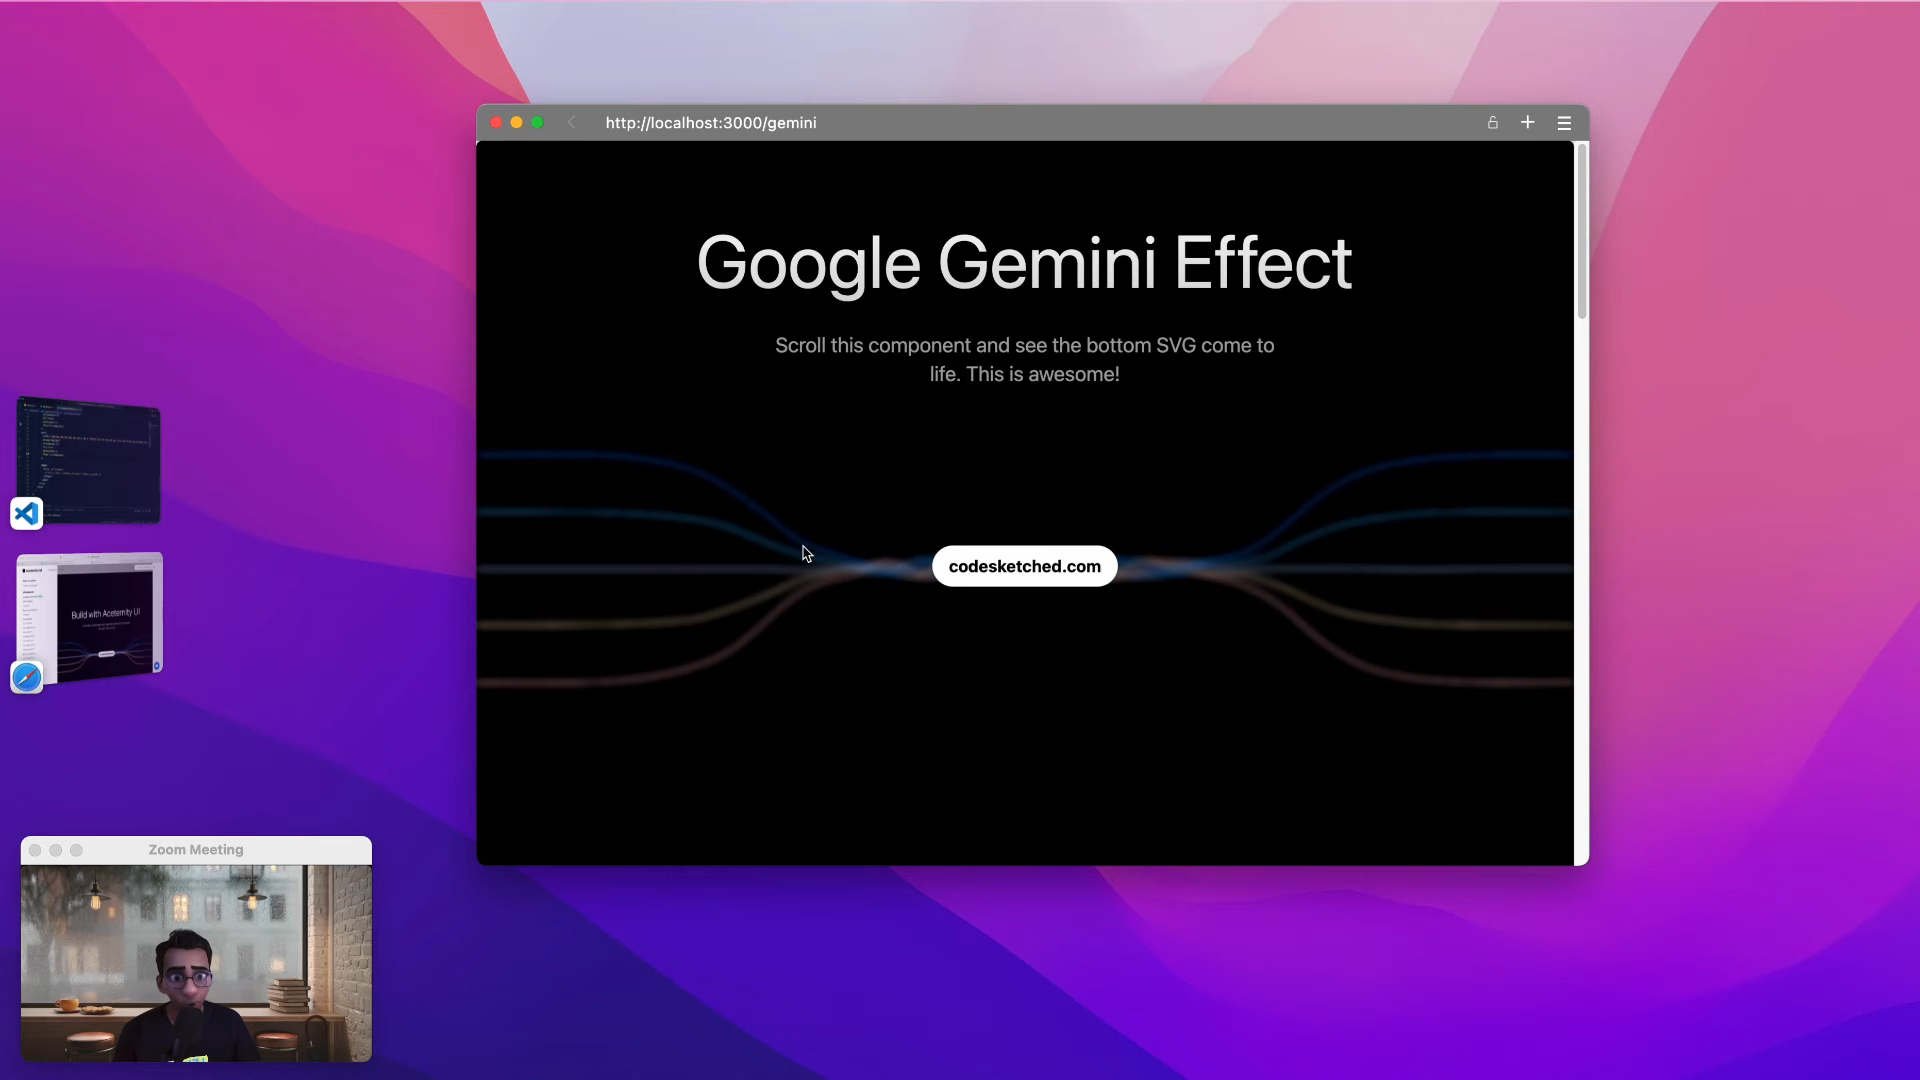 http://localhost:3000/gemini
Google Gemini Effect
Scroll this component and see the bottom SVG come to
life. This is awesome!
codesketched.com
Build with Aceternity UI
Zoom Meeting